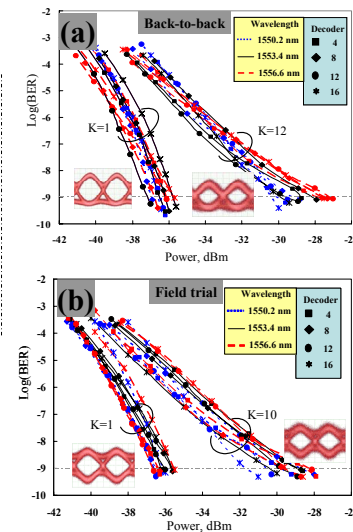 (a)
Back-to-back
Wavelength
1550.2 nm
1553.4 nm
1556.6 nm
Decoder
4
8
12
16
K=1
K=12
Log(BER)
-2
-3
-4
-5
-6
-7
-8
-9
-10
-42 -40 -38 -36 -34 -32 -30 -28 -26
Power, dBm
(b)
Field trial
Wavelength
1550.2 nm
1553.4 nm
1556.6 nm
Decoder
4
8
12
16
K=1
K=10
Log(BER)
-2
-3
-4
-5
-6
-7
-8
-9
-10
-42 -40 -38 -36 -34 -32 -30 -28 -26
Power, dBm